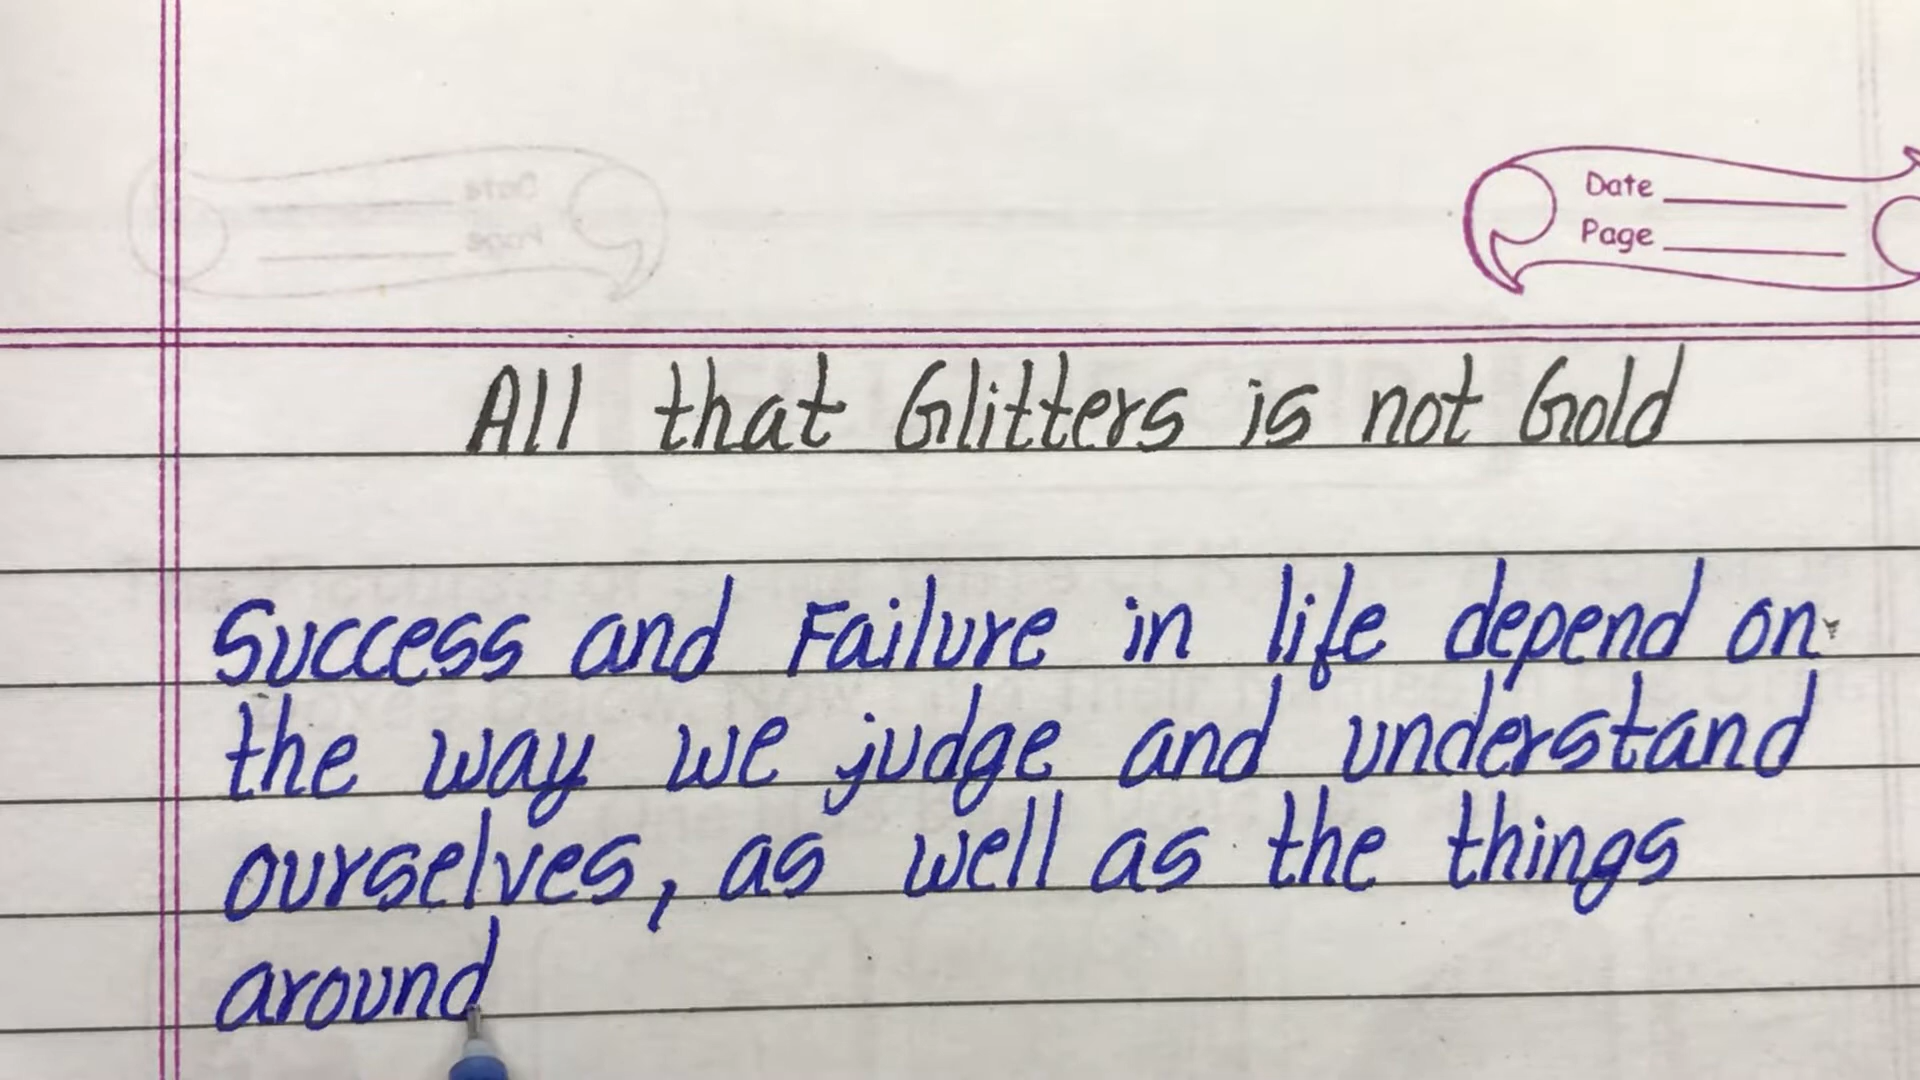 Date
Page
All that Glitters is not Gold
Success and Failure in life depend on
the way we judge and understand
ourselves, as well as the things
around